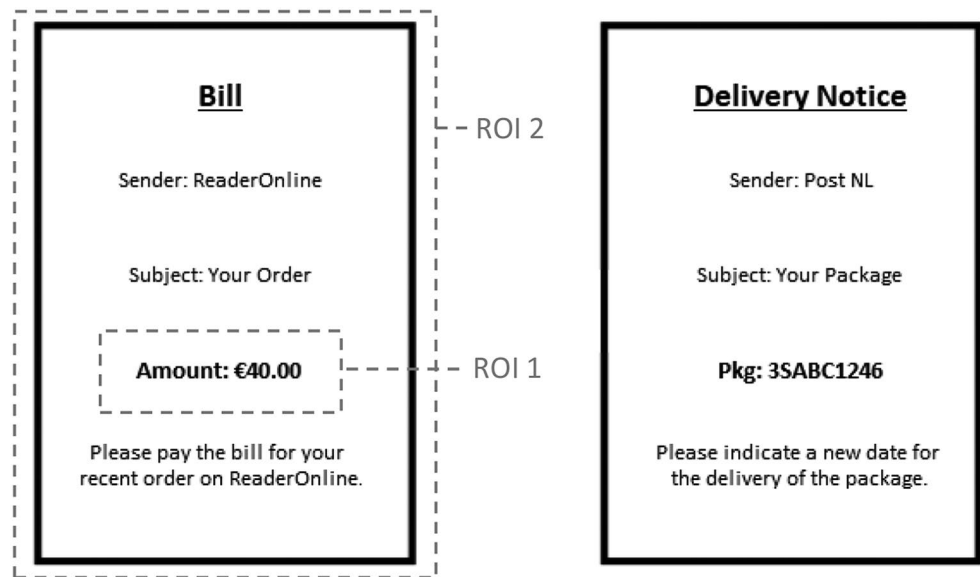 Bill
Sender: ReaderOnline
Subject: Your Order
Amount: €40.00
Please pay the bill for your
recent order on ReaderOnline.
ROI 2
ROI 1
Delivery Notice
Sender: Post NL
Subject: Your Package
Pkg: 3SABC1246
Please indicate a new date for
the delivery of the package.